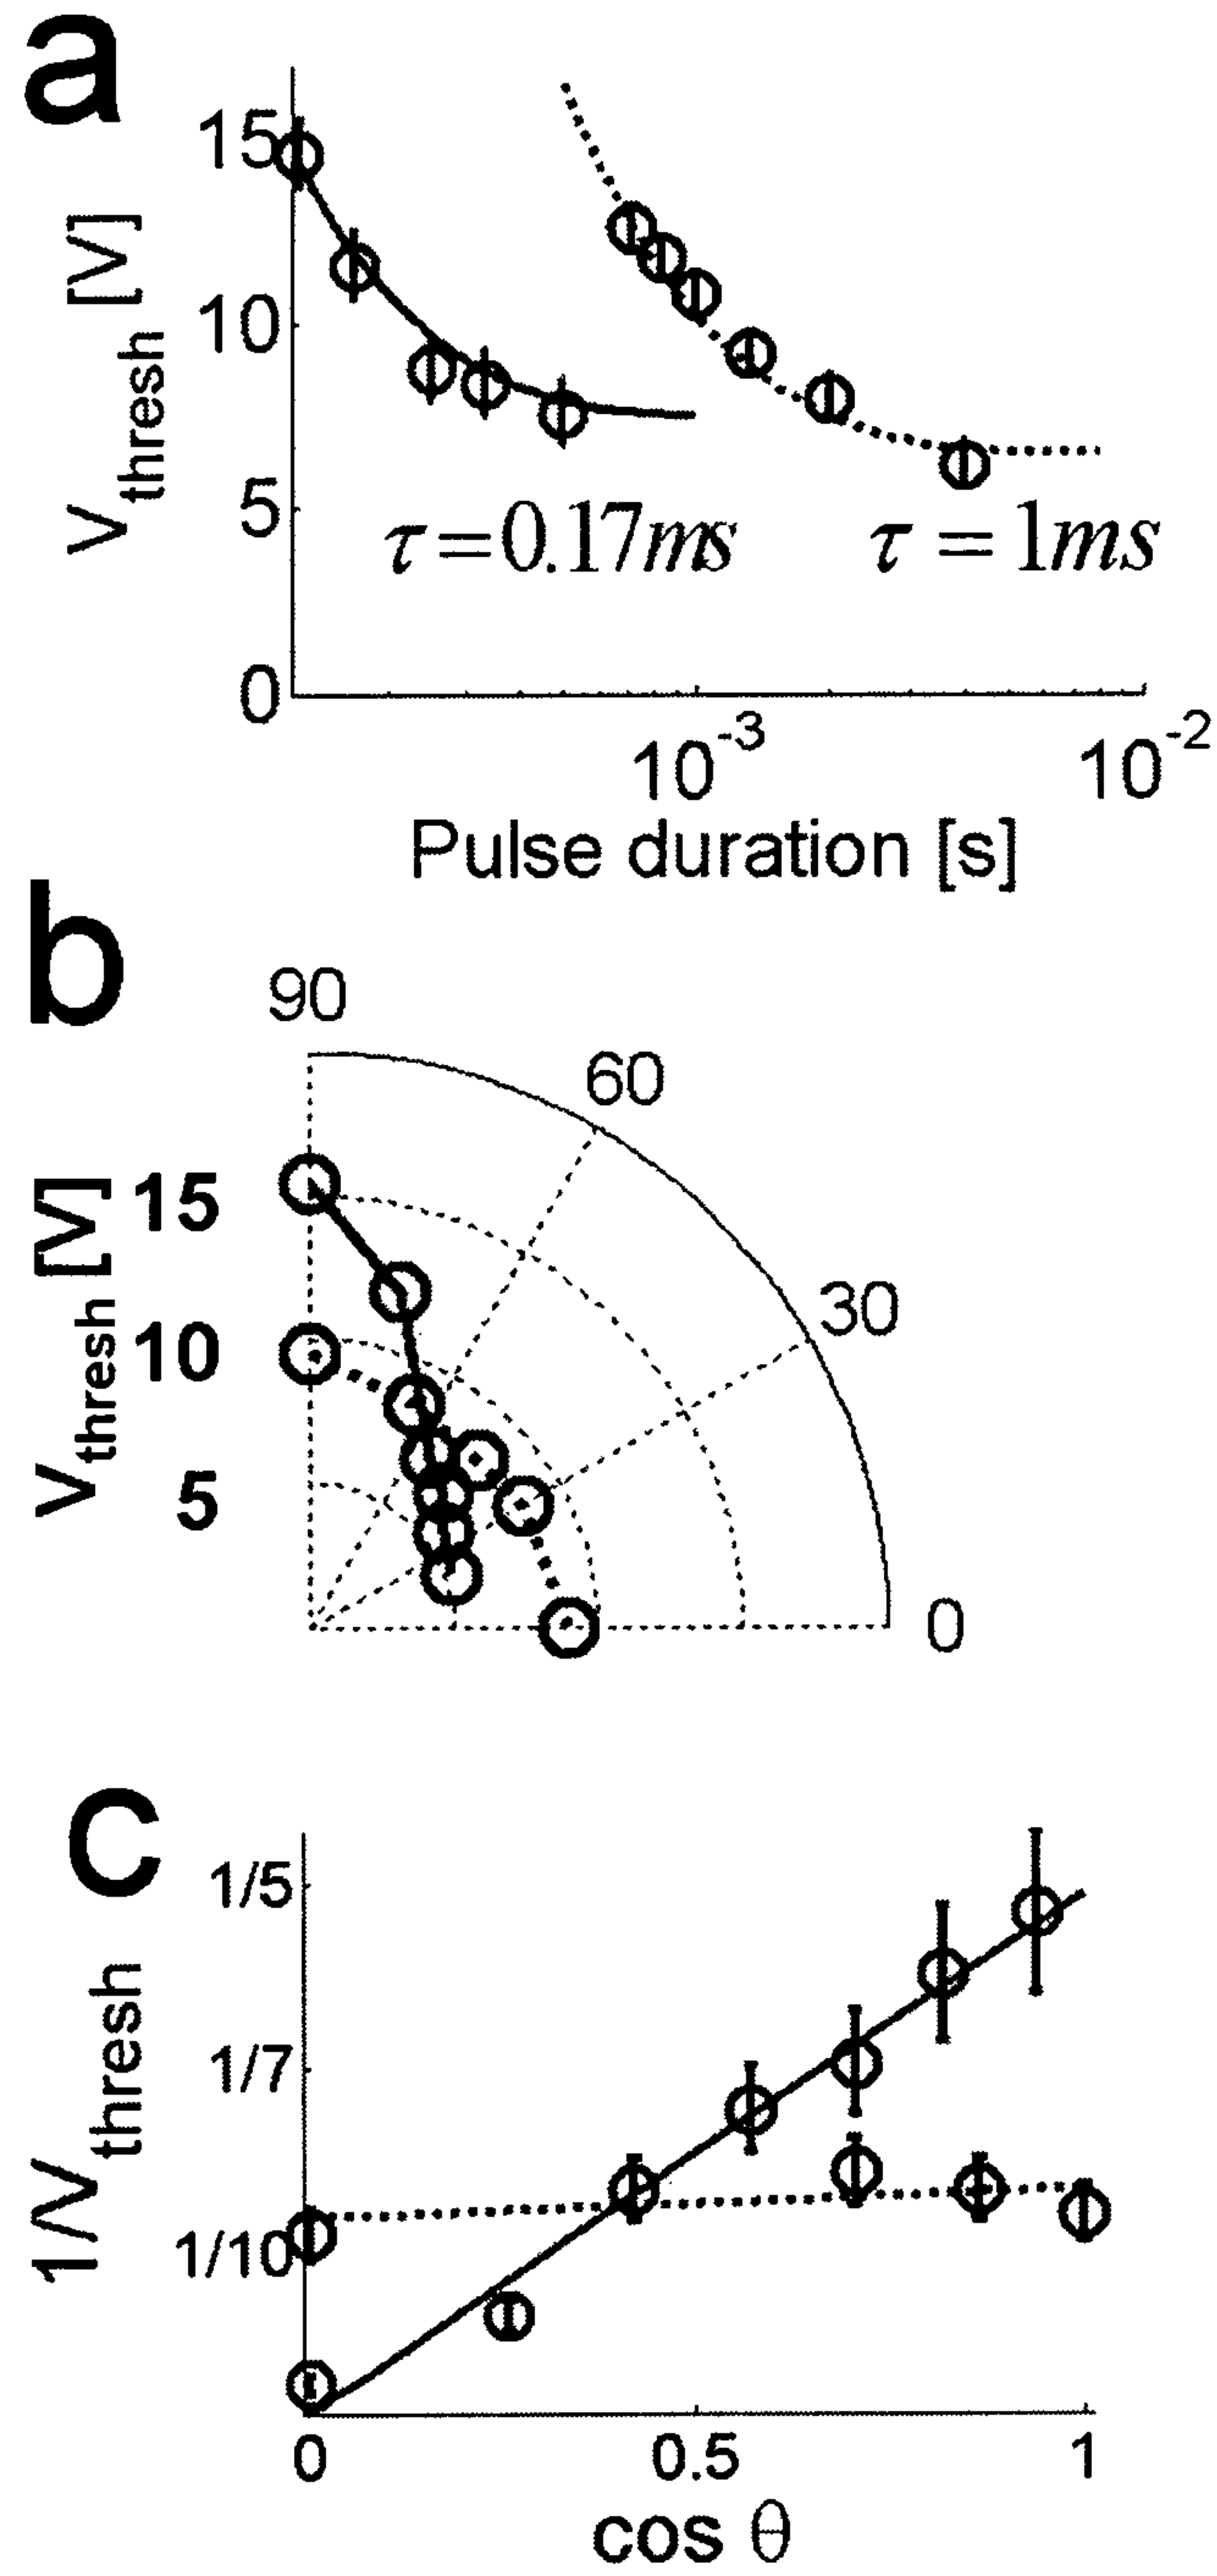 a
V_thresh [V]
15
10
5
0
τ=0.17ms
τ = 1ms
10^-3
10^-2
Pulse duration [s]
b
V_thresh [V]
90
60
30
0
15
10
5
c
1/V_thresh
1/5
1/7
1/10
0
0.5
1
cos θ